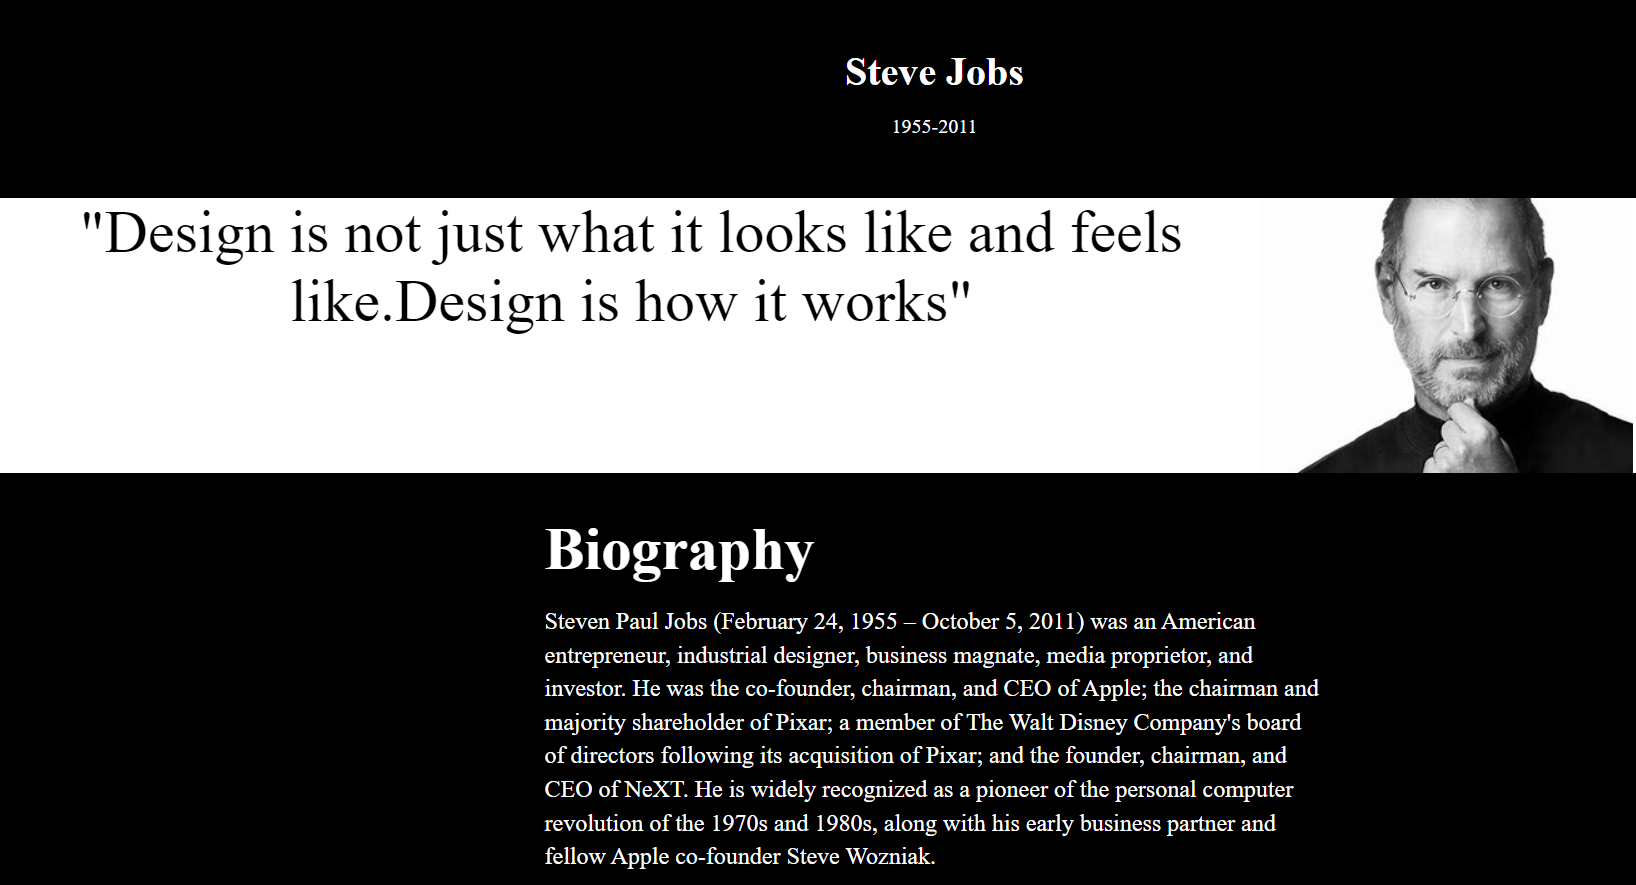 Steve Jobs
1955-2011
"Design is not just what it looks like and feels
like.Design is how it works"
Biography
Steven Paul Jobs (February 24, 1955 – October 5, 2011) was an American
entrepreneur, industrial designer, business magnate, media proprietor, and
investor. He was the co-founder, chairman, and CEO of Apple; the chairman and
majority shareholder of Pixar; a member of The Walt Disney Company's board
of directors following its acquisition of Pixar; and the founder, chairman, and
CEO of NeXT. He is widely recognized as a pioneer of the personal computer
revolution of the 1970s and 1980s, along with his early business partner and
fellow Apple co-founder Steve Wozniak.